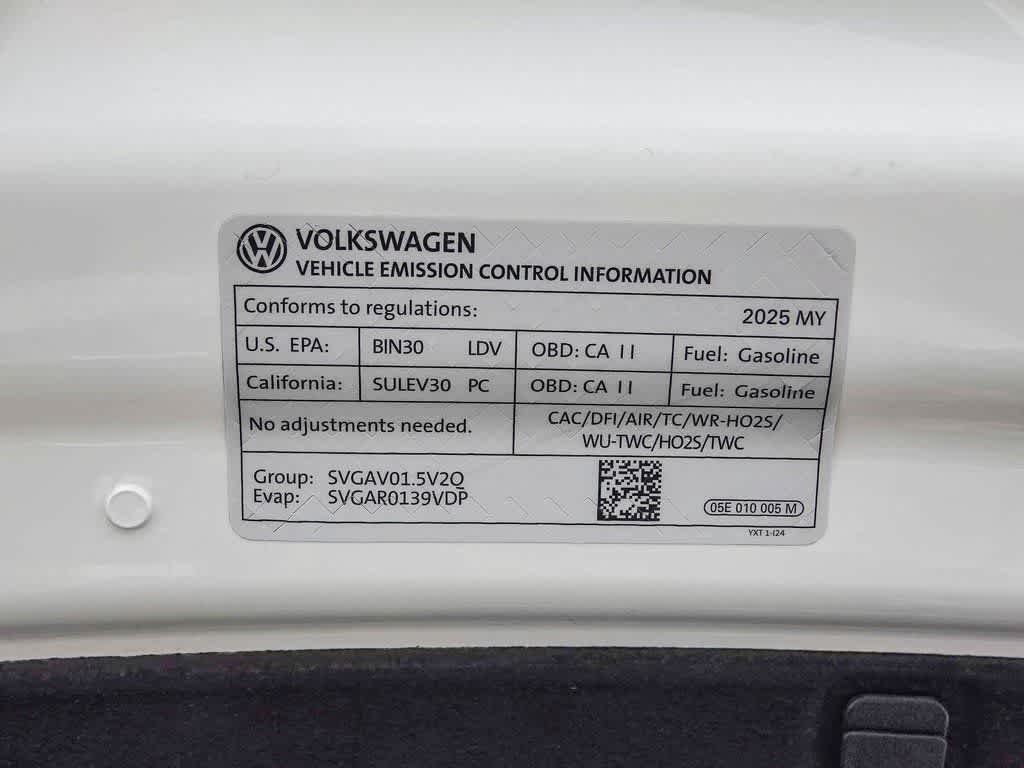 VOLKSWAGEN
VEHICLE EMISSION CONTROL INFORMATION
Conforms to regulations: 2025 MY
U.S. EPA: BIN30 LDV OBD: CA II Fuel: Gasoline
California: SULEV30 PC OBD: CA II Fuel: Gasoline
No adjustments needed. CAC/DFI/AIR/TC/WR-HO2S/
WU-TWC/HO2S/TWC
Group: SVGAV01.5V2Q
Evap: SVGAR0139VDP
05E 010 005 M
YXT 1-I24